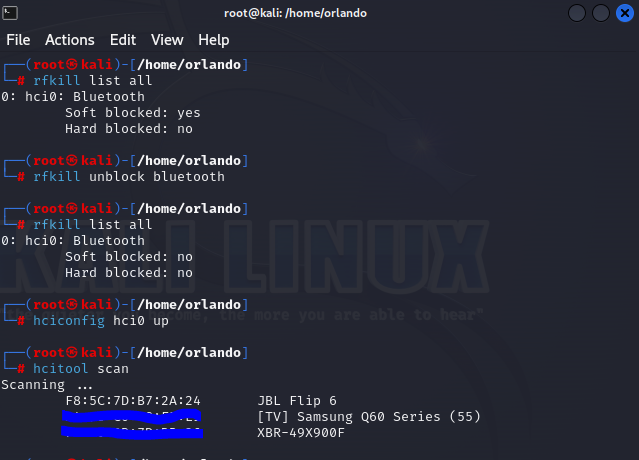 root@kali: /home/orlando
File Actions Edit View Help
┌──(root㉿kali)-[/home/orlando]
└─# rfkill list all
0: hci0: Bluetooth
Soft blocked: yes
Hard blocked: no
┌──(root㉿kali)-[/home/orlando]
└─# rfkill unblock bluetooth
┌──(root㉿kali)-[/home/orlando]
└─# rfkill list all
0: hci0: Bluetooth
Soft blocked: no
Hard blocked: no
KALI LINUX
┌──(root㉿kali)-[/home/orlando]
└─# hciconfig hci0 up
the more you are able to hear"
┌──(root㉿kali)-[/home/orlando]
└─# hcitool scan
Scanning ...
F8:5C:7D:B7:2A:24 JBL Flip 6
[TV] Samsung Q60 Series (55)
XBR-49X900F